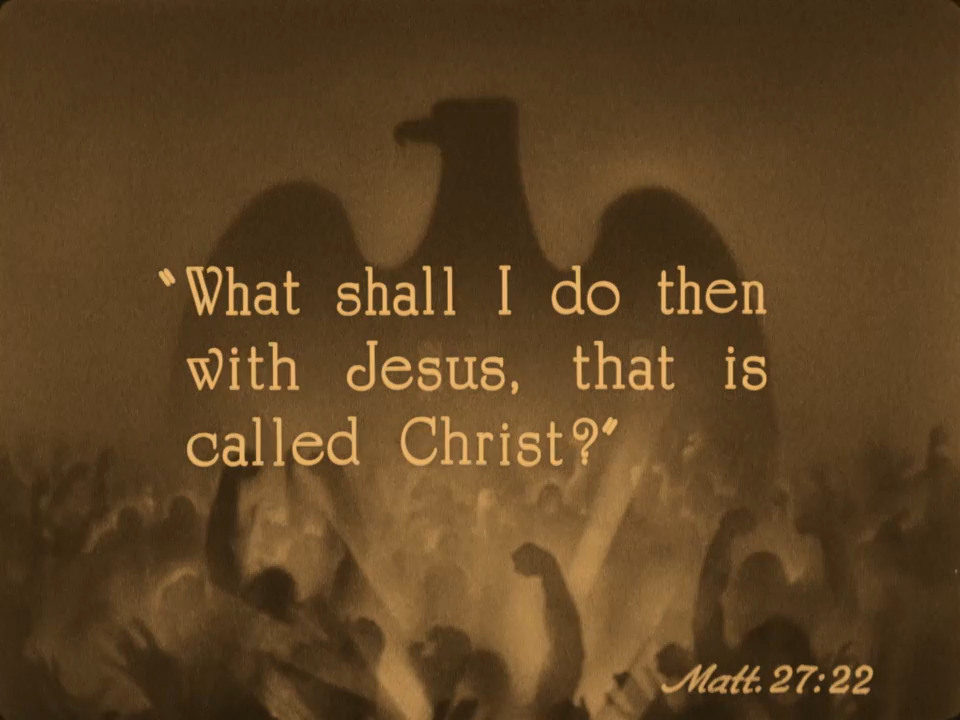 "What shall I do then
with Jesus, that is
called Christ?"
Matt. 27:22